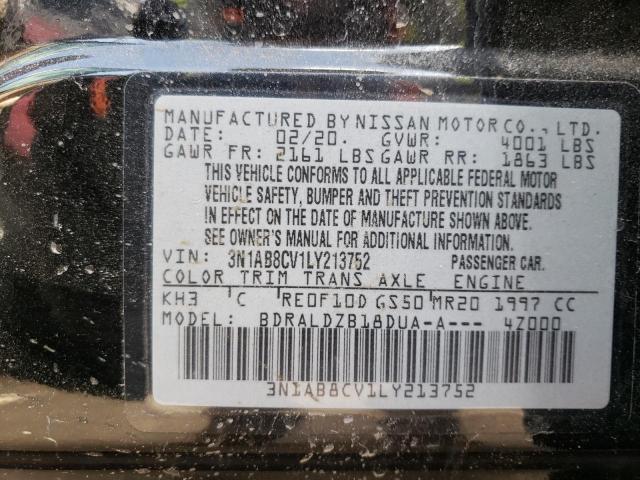 MANUFACTURED BY NISSAN MOTOR CO., LTD.
DATE: 02/20. GVWR: 4001 LBS
GAWR FR: 2161 LBS GAWR RR: 1863 LBS
THIS VEHICLE CONFORMS TO ALL APPLICABLE FEDERAL MOTOR
VEHICLE SAFETY, BUMPER AND THEFT PREVENTION STANDARDS
IN EFFECT ON THE DATE OF MANUFACTURE SHOWN ABOVE.
SEE OWNER'S MANUAL FOR ADDITIONAL INFORMATION.
VIN: 3N1AB8CV1LY213752 PASSENGER CAR.
COLOR TRIM TRANS AXLE ENGINE
KH3 'C RE0F10D GS50 MR20 1997 CC
MODEL: BDRALDZB18DUA-A--- 4Z000
3N1AB8CV1LY213752